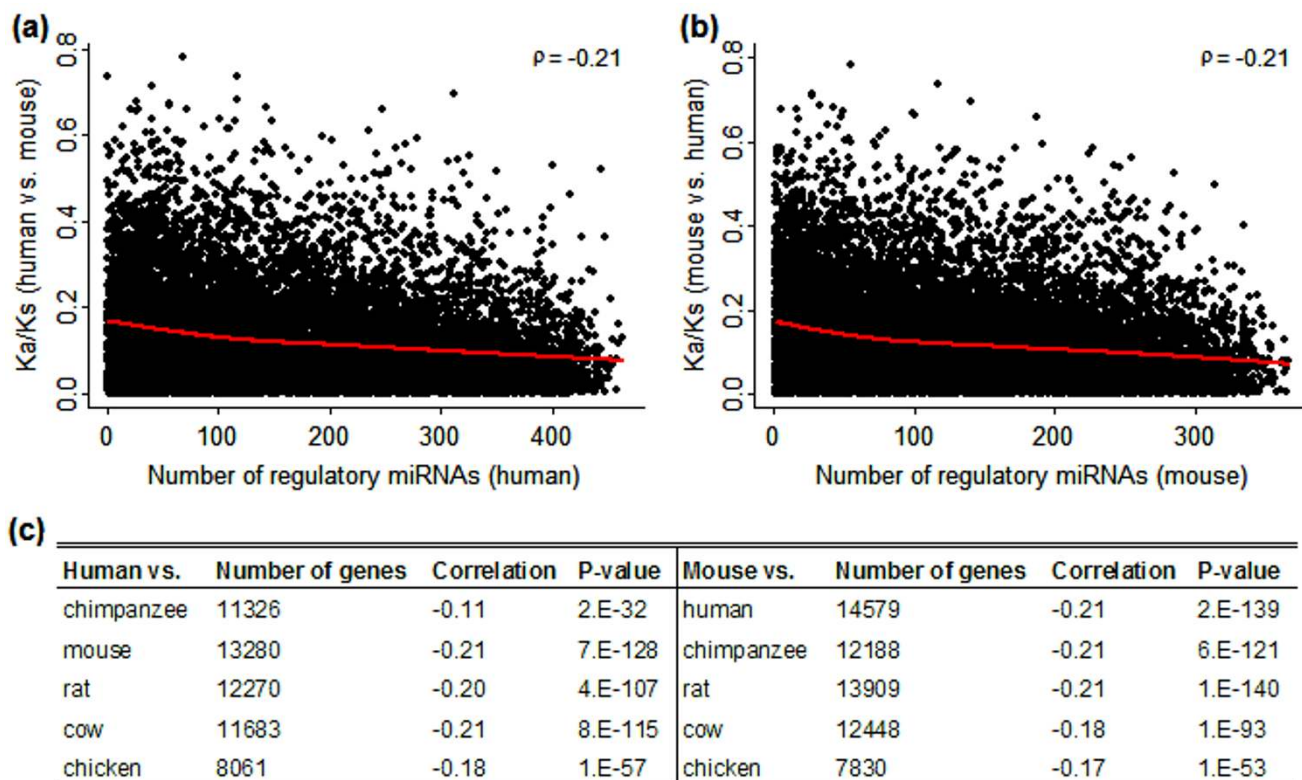 (a)
ρ = -0.21
Ka/Ks (human vs. mouse)
0.8
0.6
0.4
0.2
0.0
0 100 200 300 400
Number of regulatory miRNAs (human)
(b)
ρ = -0.21
Ka/Ks (mouse vs. human)
0.8
0.6
0.4
0.2
0.0
0 100 200 300
Number of regulatory miRNAs (mouse)
(c)
Human vs. Number of genes Correlation P-value Mouse vs. Number of genes Correlation P-value
chimpanzee 11326 -0.11 2.E-32 human 14579 -0.21 2.E-139
mouse 13280 -0.21 7.E-128 chimpanzee 12188 -0.21 6.E-121
rat 12270 -0.20 4.E-107 rat 13909 -0.21 1.E-140
cow 11683 -0.21 8.E-115 cow 12448 -0.18 1.E-93
chicken 8061 -0.18 1.E-57 chicken 7830 -0.17 1.E-53